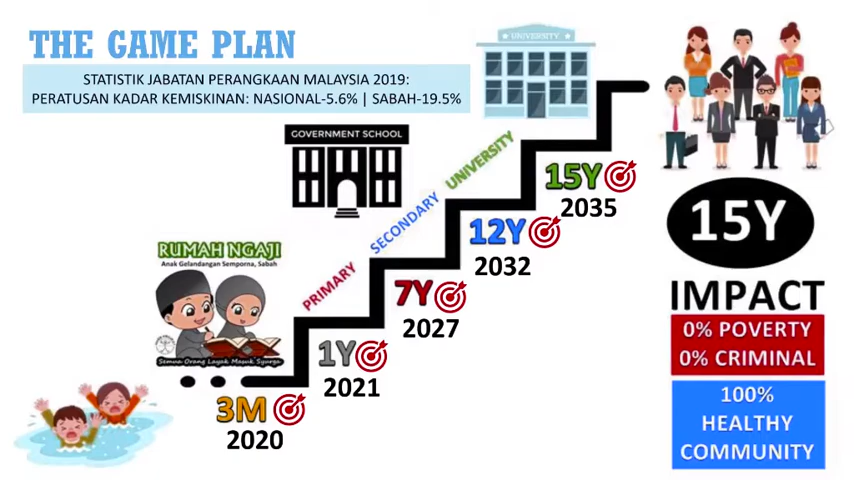 THE GAME PLAN
STATISTIK JABATAN PERANGKAAN MALAYSIA 2019:
PERATUSAN KADAR KEMISKINAN: NASIONAL-5.6% | SABAH-19.5%
UNIVERSITY
GOVERNMENT SCHOOL
RUMAH NGAJI
Anak Gelandangan Semporna, Sabah
Semua Orang Layak Masuk Syurga
PRIMARY
SECONDARY
UNIVERSITY
3M
2020
1Y
2021
7Y
2027
12Y
2032
15Y
2035
15Y
IMPACT
0% POVERTY
0% CRIMINAL
100%
HEALTHY
COMMUNITY